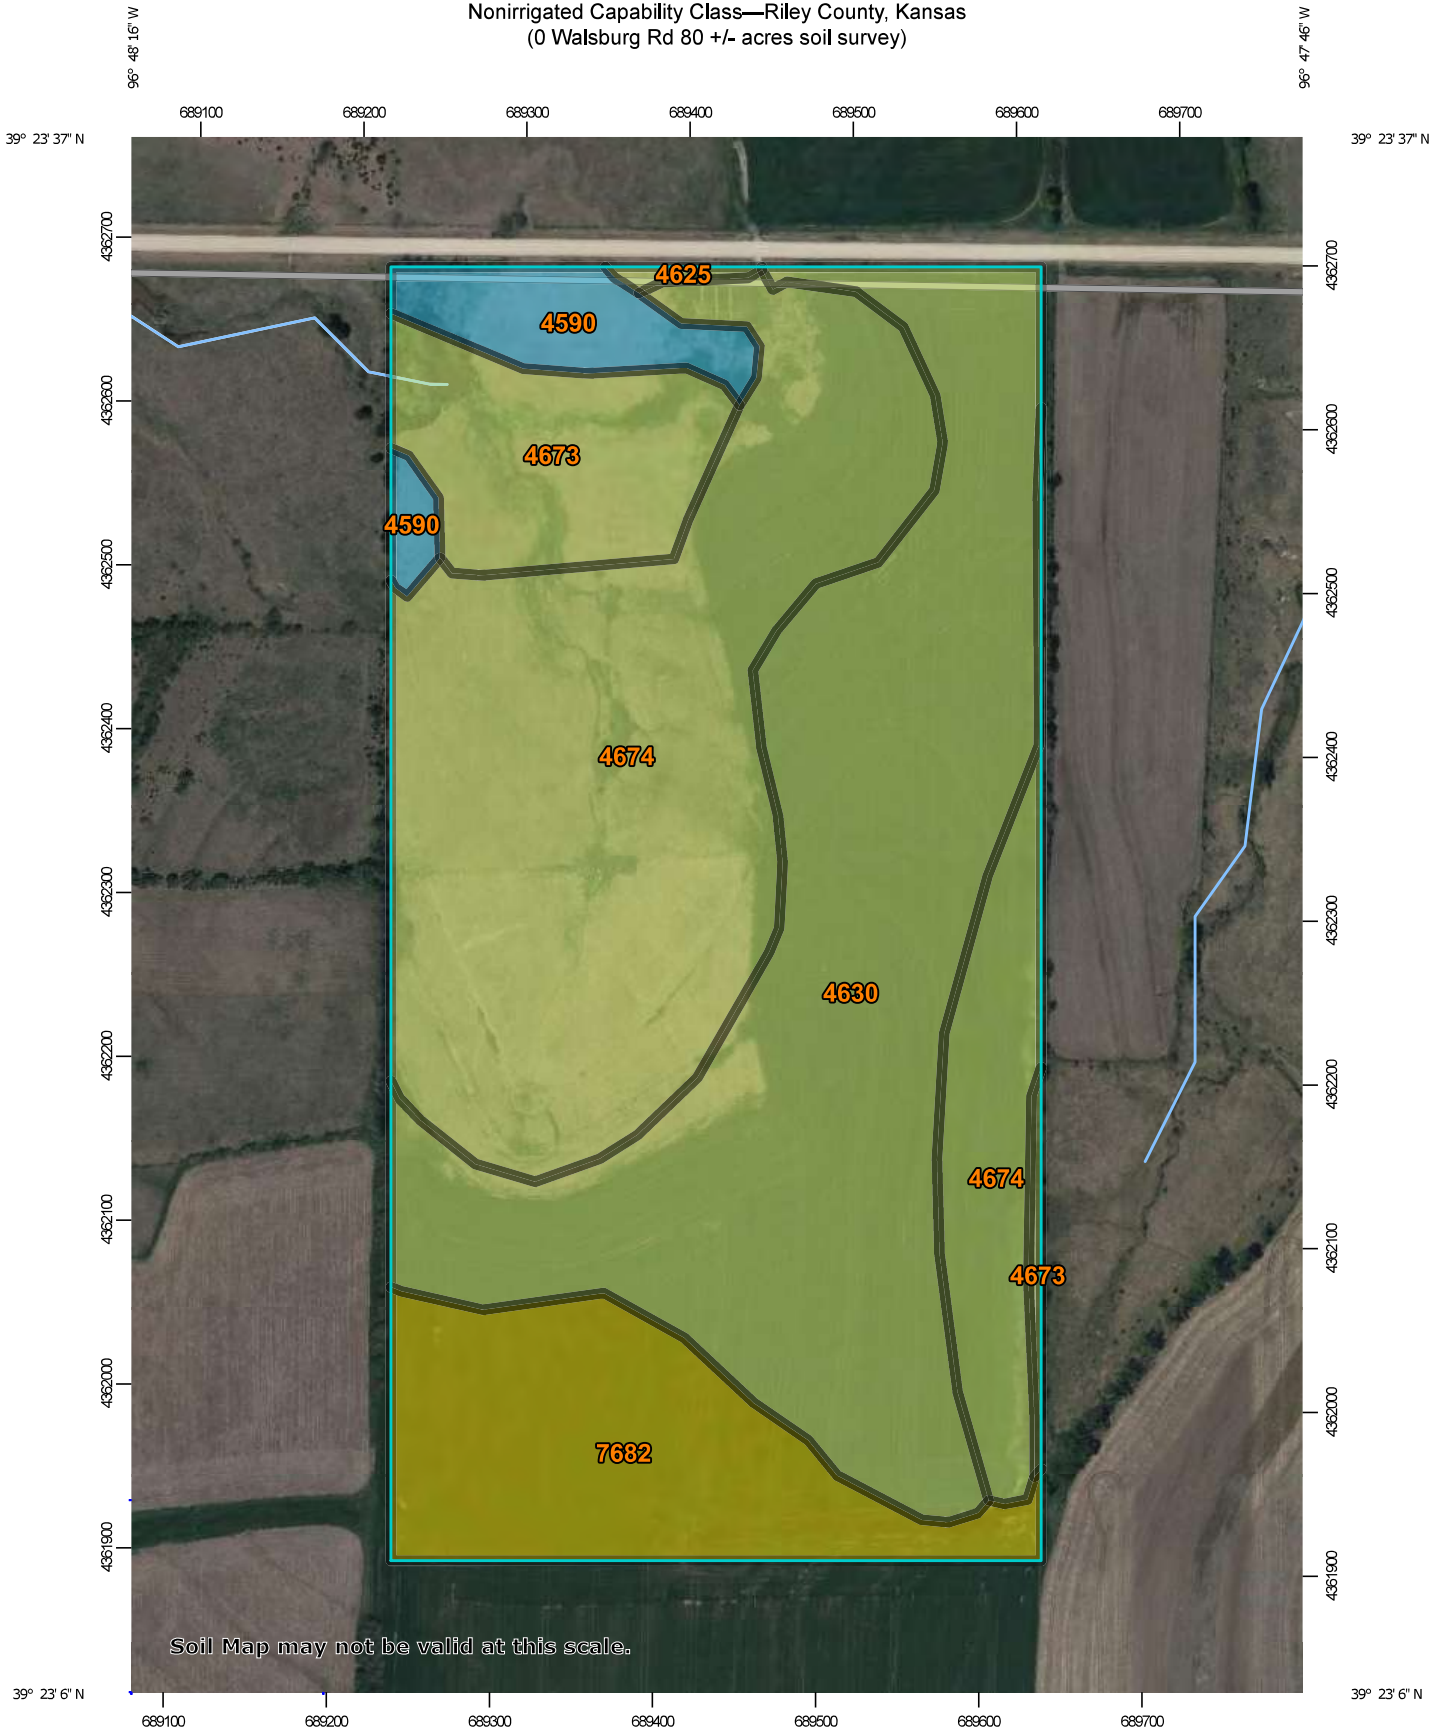 Nonirrigated Capability Class—Riley County, Kansas
(0 Walsburg Rd 80 +/- acres soil survey)
96° 48' 16" W
96° 47' 46" W
689100 689200 689300 689400 689500 689600 689700
39° 23' 37" N
39° 23' 37" N
4362700
4362700
4625
4590
4362600
4362600
4673
4590
4362500
4362500
4362400
4362400
4674
4362300
4362300
4630
4362200
4362200
4674
4362100
4362100
4673
4362000
4362000
7682
4361900
4361900
Soil Map may not be valid at this scale.
39° 23' 6" N
39° 23' 6" N
689100 689200 689300 689400 689500 689600 689700